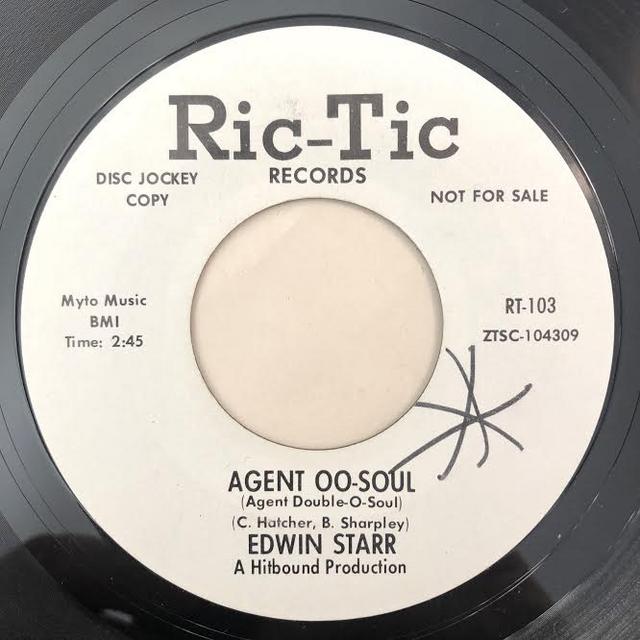 Ric-Tic
RECORDS
DISC JOCKEY
COPY
NOT FOR SALE
Myto Music
BMI
Time: 2:45
RT-103
ZTSC-104309
AGENT OO-SOUL
(Agent Double-O-Soul)
(C. Hatcher, B. Sharpley)
EDWIN STARR
A Hitbound Production